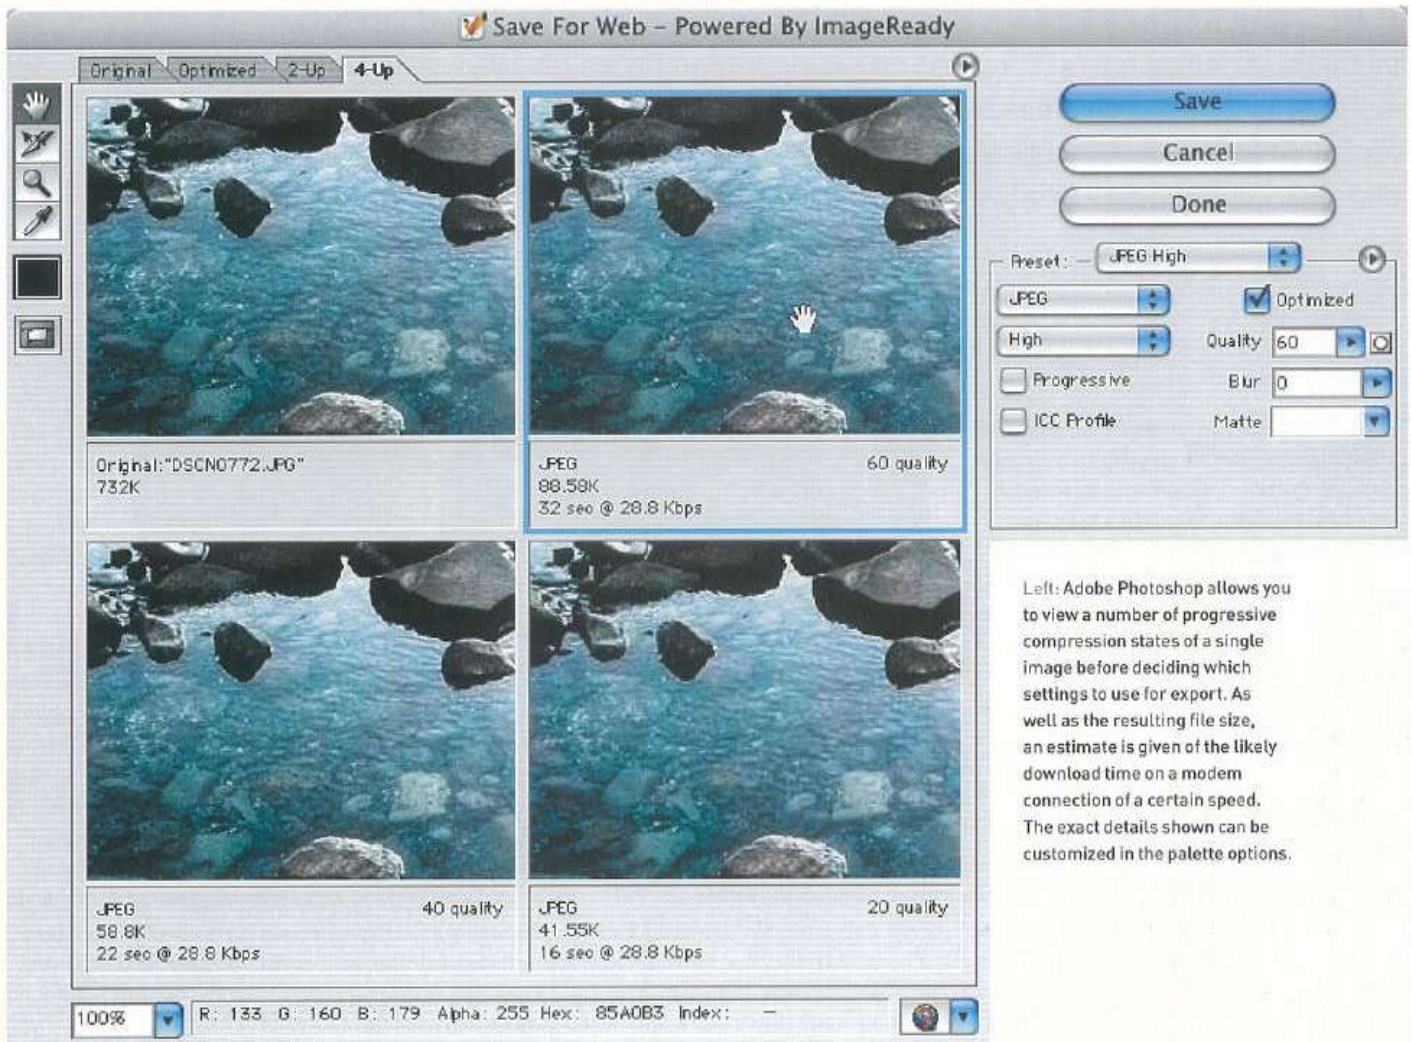 Save For Web – Powered By ImageReady
Original
Optimized
2-Up
4-Up
Save
Cancel
Done
Preset:
JPEG High
JPEG
Optimized
High
Quality
60
Progressive
Blur
0
ICC Profile
Matte
Original:"DSCN0772.JPG"
732K
JPEG
60 quality
88.58K
32 sec @ 28.8 Kbps
Left: Adobe Photoshop allows you
to view a number of progressive
compression states of a single
image before deciding which
settings to use for export. As
well as the resulting file size,
an estimate is given of the likely
download time on a modem
connection of a certain speed.
The exact details shown can be
customized in the palette options.
JPEG
40 quality
58.8K
22 sec @ 28.8 Kbps
JPEG
20 quality
41.55K
16 sec @ 28.8 Kbps
100%
R: 133 G: 160 B: 179 Alpha: 255 Hex: 85A0B3 Index: —